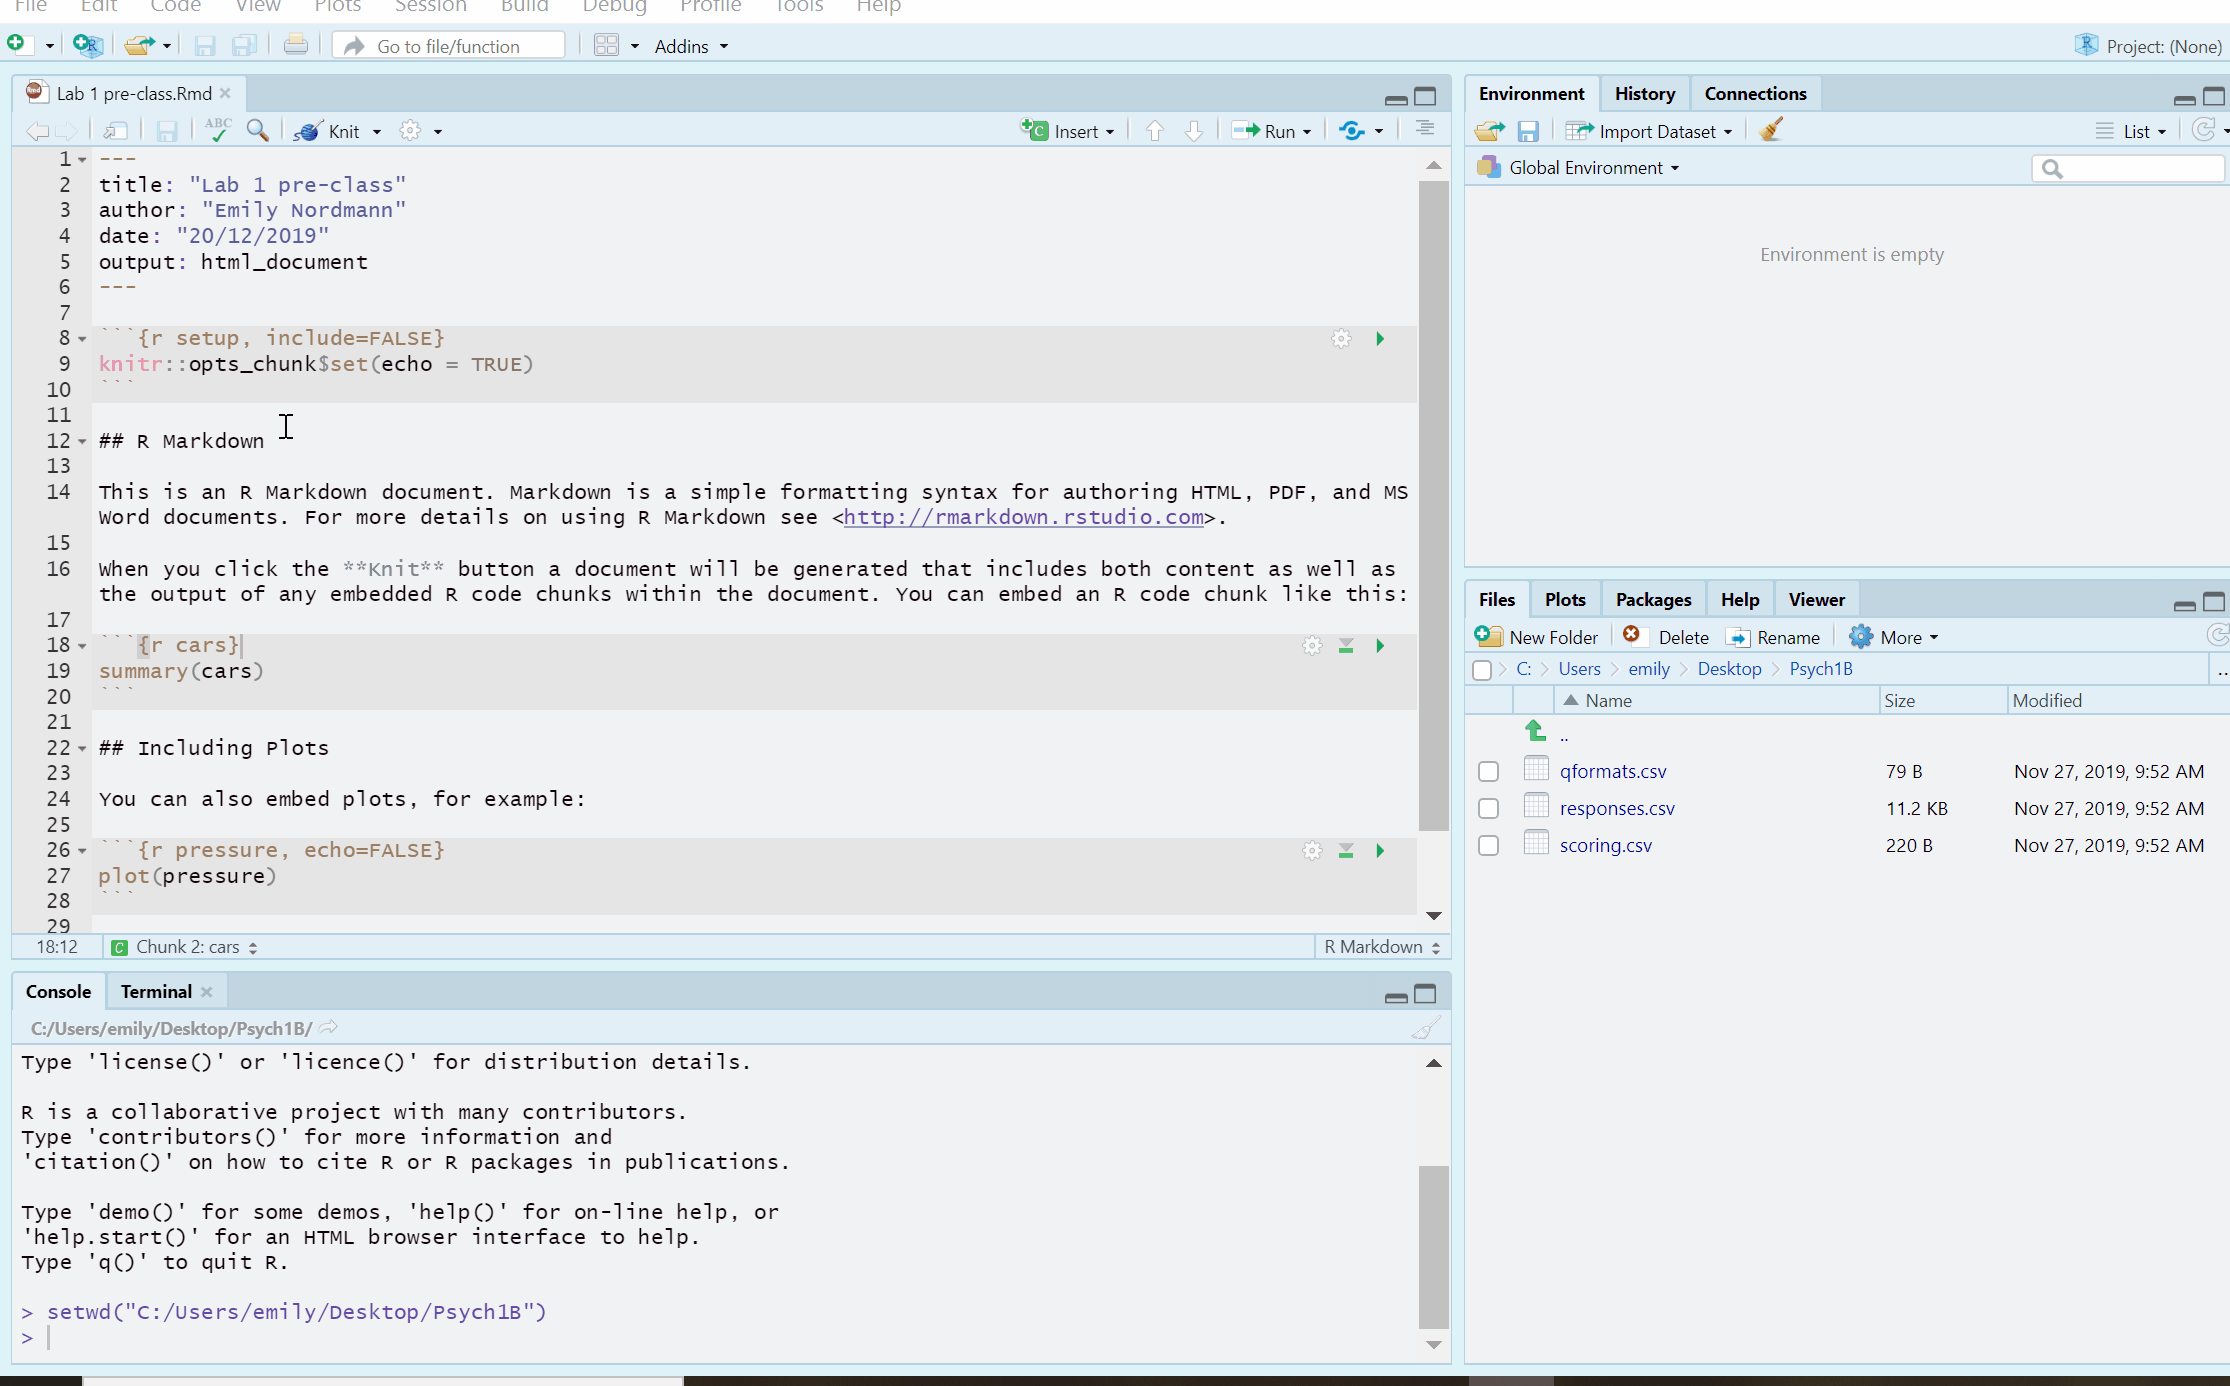 File Edit Code View Plots Session Build Debug Profile Tools Help
Go to file/function Addins Project: (None)
Lab 1 pre-class.Rmd
ABC Knit Insert Run
1 ---
2 title: "Lab 1 pre-class"
3 author: "Emily Nordmann"
4 date: "20/12/2019"
5 output: html_document
6 ---
7
8 ```{r setup, include=FALSE}
9 knitr::opts_chunk$set(echo = TRUE)
10 ```
11
12 ## R Markdown
13
14 This is an R Markdown document. Markdown is a simple formatting syntax for authoring HTML, PDF, and MS
Word documents. For more details on using R Markdown see <http://rmarkdown.rstudio.com>.
15
16 When you click the **Knit** button a document will be generated that includes both content as well as
the output of any embedded R code chunks within the document. You can embed an R code chunk like this:
17
18 ```{r cars}
19 summary(cars)
20 ```
21
22 ## Including Plots
23
24 You can also embed plots, for example:
25
26 ```{r pressure, echo=FALSE}
27 plot(pressure)
28 ```
29
18:12 Chunk 2: cars R Markdown
Console Terminal
C:/Users/emily/Desktop/Psych1B/
Type 'license()' or 'licence()' for distribution details.
R is a collaborative project with many contributors.
Type 'contributors()' for more information and
'citation()' on how to cite R or R packages in publications.
Type 'demo()' for some demos, 'help()' for on-line help, or
'help.start()' for an HTML browser interface to help.
Type 'q()' to quit R.
> setwd("C:/Users/emily/Desktop/Psych1B")
>
Environment History Connections
Import Dataset List
Global Environment
Environment is empty
Files Plots Packages Help Viewer
New Folder Delete Rename More
C: Users emily Desktop Psych1B ..
Name Size Modified
..
qformats.csv 79 B Nov 27, 2019, 9:52 AM
responses.csv 11.2 KB Nov 27, 2019, 9:52 AM
scoring.csv 220 B Nov 27, 2019, 9:52 AM